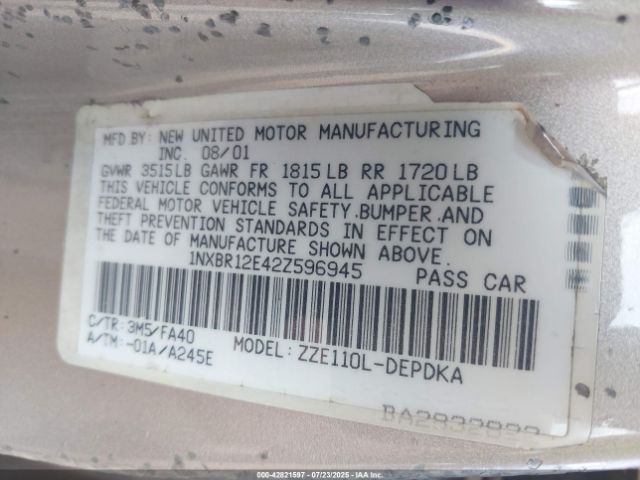 MFD BY: NEW UNITED MOTOR MANUFACTURING
INC. 08/01
GVWR 3515LB GAWR FR 1815LB RR 1720LB
THIS VEHICLE CONFORMS TO ALL APPLICABLE
FEDERAL MOTOR VEHICLE SAFETY.BUMPER.AND
THEFT PREVENTION STANDARDS IN EFFECT ON
THE DATE OF MANUFACTURE SHOWN ABOVE.
1NXBR12E42Z596945 PASS CAR
C/TR: 3M5/FA40
A/TM: -01A/A245E MODEL: ZZE110L-DEPDKA
000-42821597 - 07/23/2025 - Copyright IAA, LLC